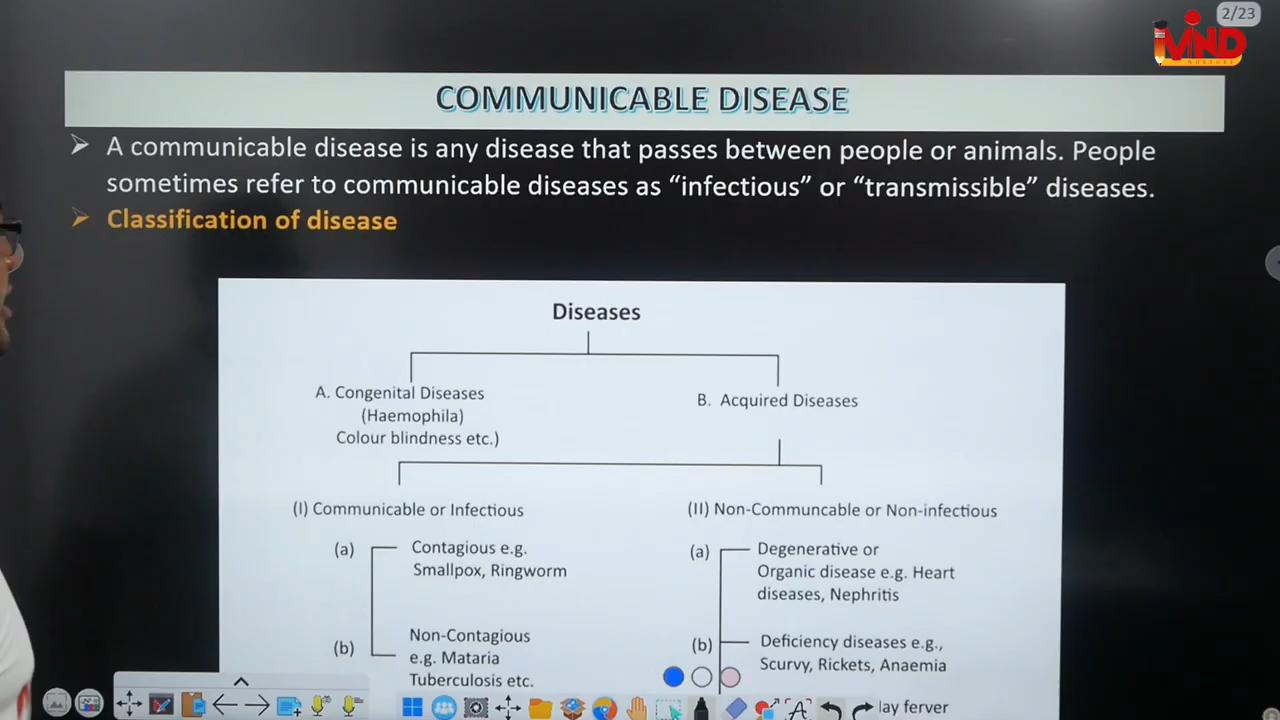 2/23
iMIND
NURTURE
COMMUNICABLE DISEASE
➢ A communicable disease is any disease that passes between people or animals. People
sometimes refer to communicable diseases as “infectious” or “transmissible” diseases.
➢ Classification of disease
Diseases
A. Congenital Diseases
(Haemophila)
Colour blindness etc.)
B. Acquired Diseases
(I) Communicable or Infectious
(a) Contagious e.g.
Smallpox, Ringworm
(b) Non-Contagious
e.g. Mataria
Tuberculosis etc.
(II) Non-Communcable or Non-infectious
(a) Degenerative or
Organic disease e.g. Heart
diseases, Nephritis
(b) Deficiency diseases e.g.,
Scurvy, Rickets, Anaemia
lay ferver